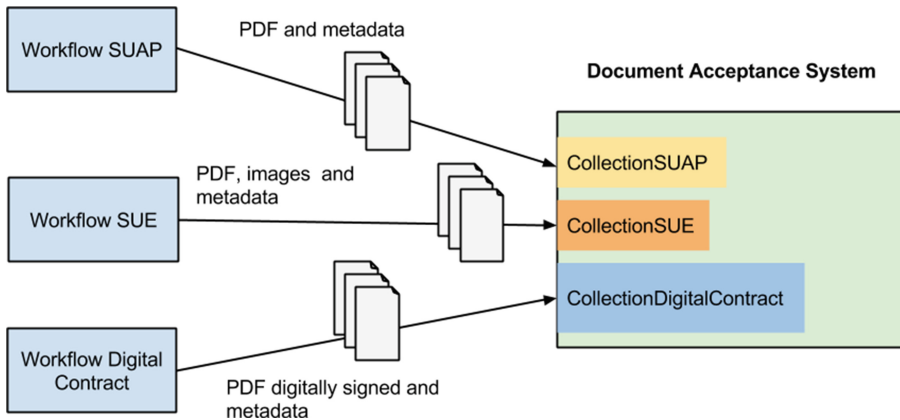 PDF and metadata
Workflow SUAP
Document Acceptance System
CollectionSUAP
PDF, images and
metadata
Workflow SUE
CollectionSUE
CollectionDigitalContract
Workflow Digital
Contract
PDF digitally signed and
metadata